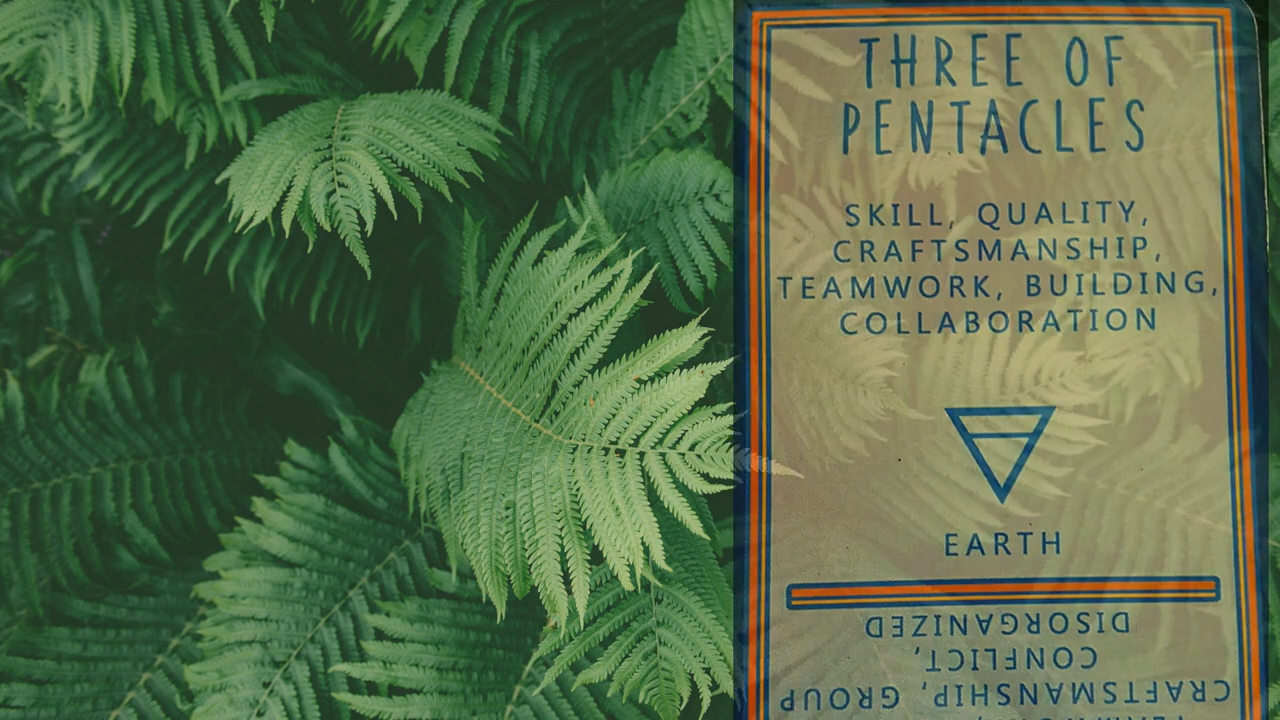 THREE OF
PENTACLES
SKILL, QUALITY,
CRAFTSMANSHIP,
TEAMWORK, BUILDING,
COLLABORATION
EARTH
CRAFTSMANSHIP, GROUP
CONFLICT,
DISORGANIZED